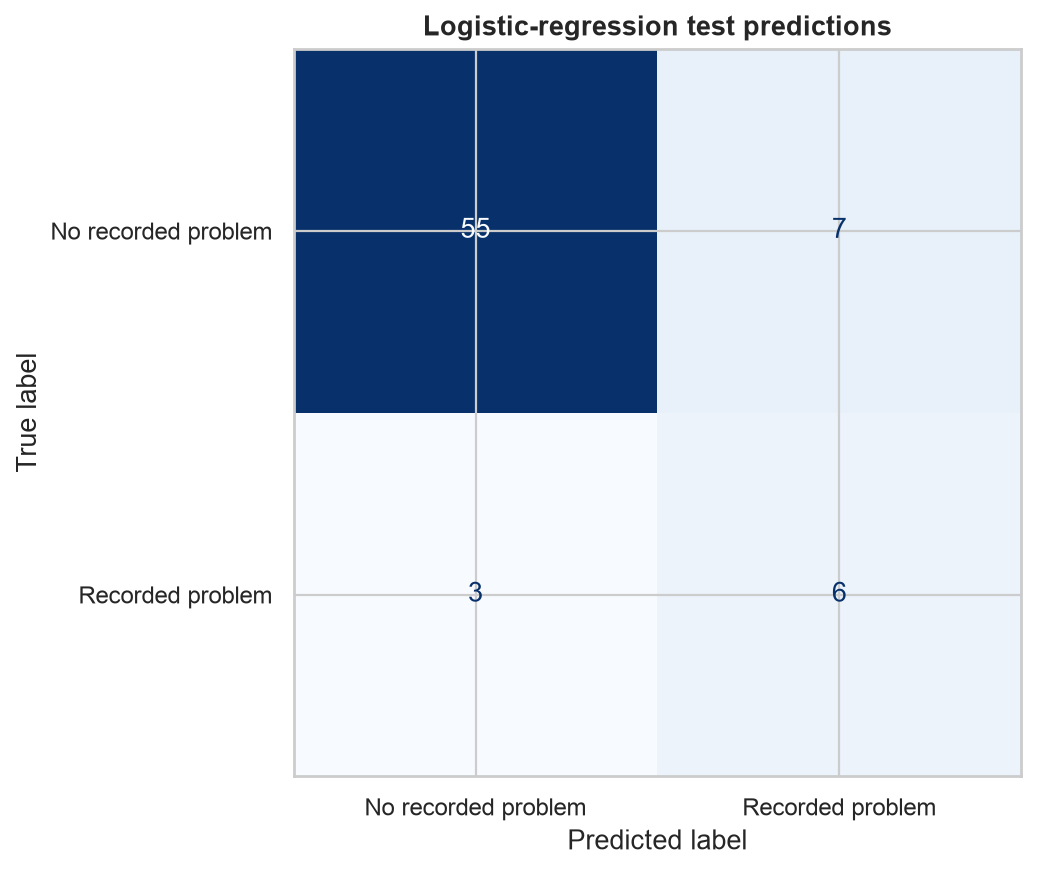 Logistic-regression test predictions
No recorded problem
55
7
True label
Recorded problem
3
6
No recorded problem
Recorded problem
Predicted label